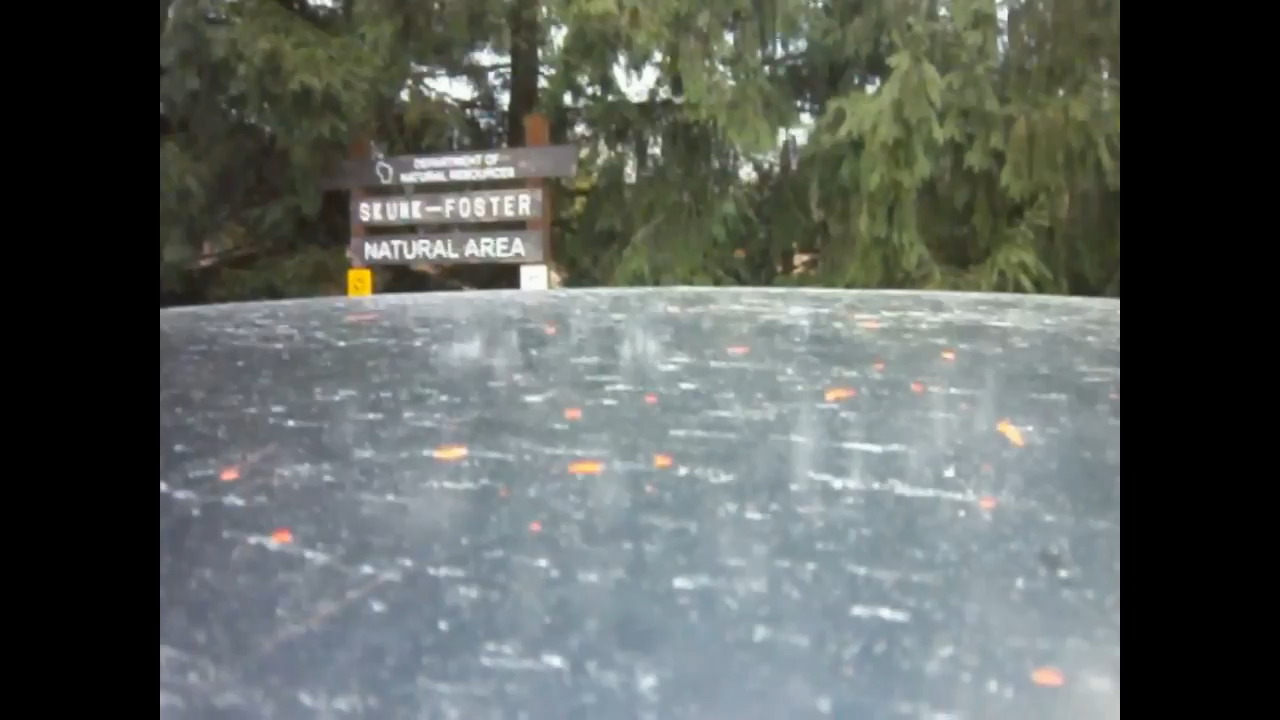 DEPARTMENT OF
NATURAL RESOURCES
SKUNK-FOSTER
NATURAL AREA